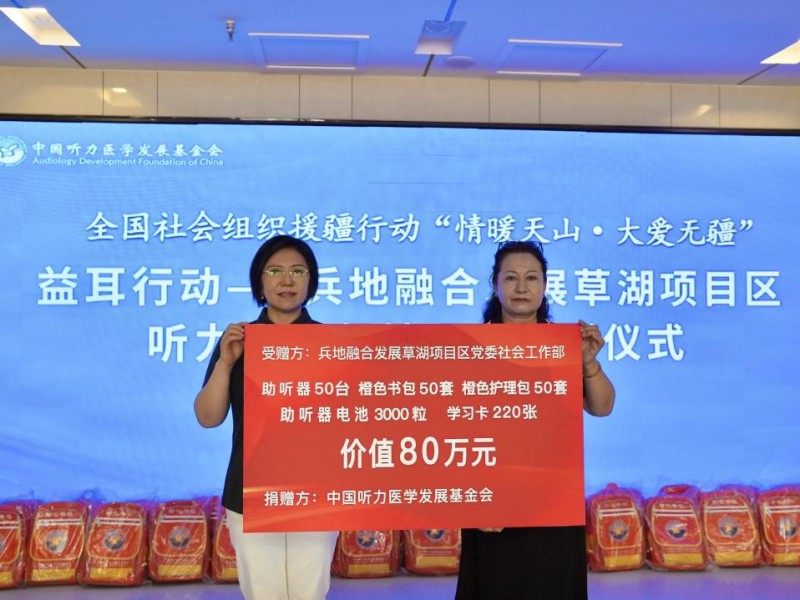 中国听力医学发展基金会
Audiology Development Foundation of China
全国社会组织援疆行动“情暖天山·大爱无疆”
益耳行动— 兵地融合 展草湖项目区
听力 仪式
受赠方：兵地融合发展草湖项目区党委社会工作部
助听器50台 橙色书包50套 橙色护理包50套
助听器电池3000粒 学习卡220张
价值80万元
捐赠方：中国听力医学发展基金会